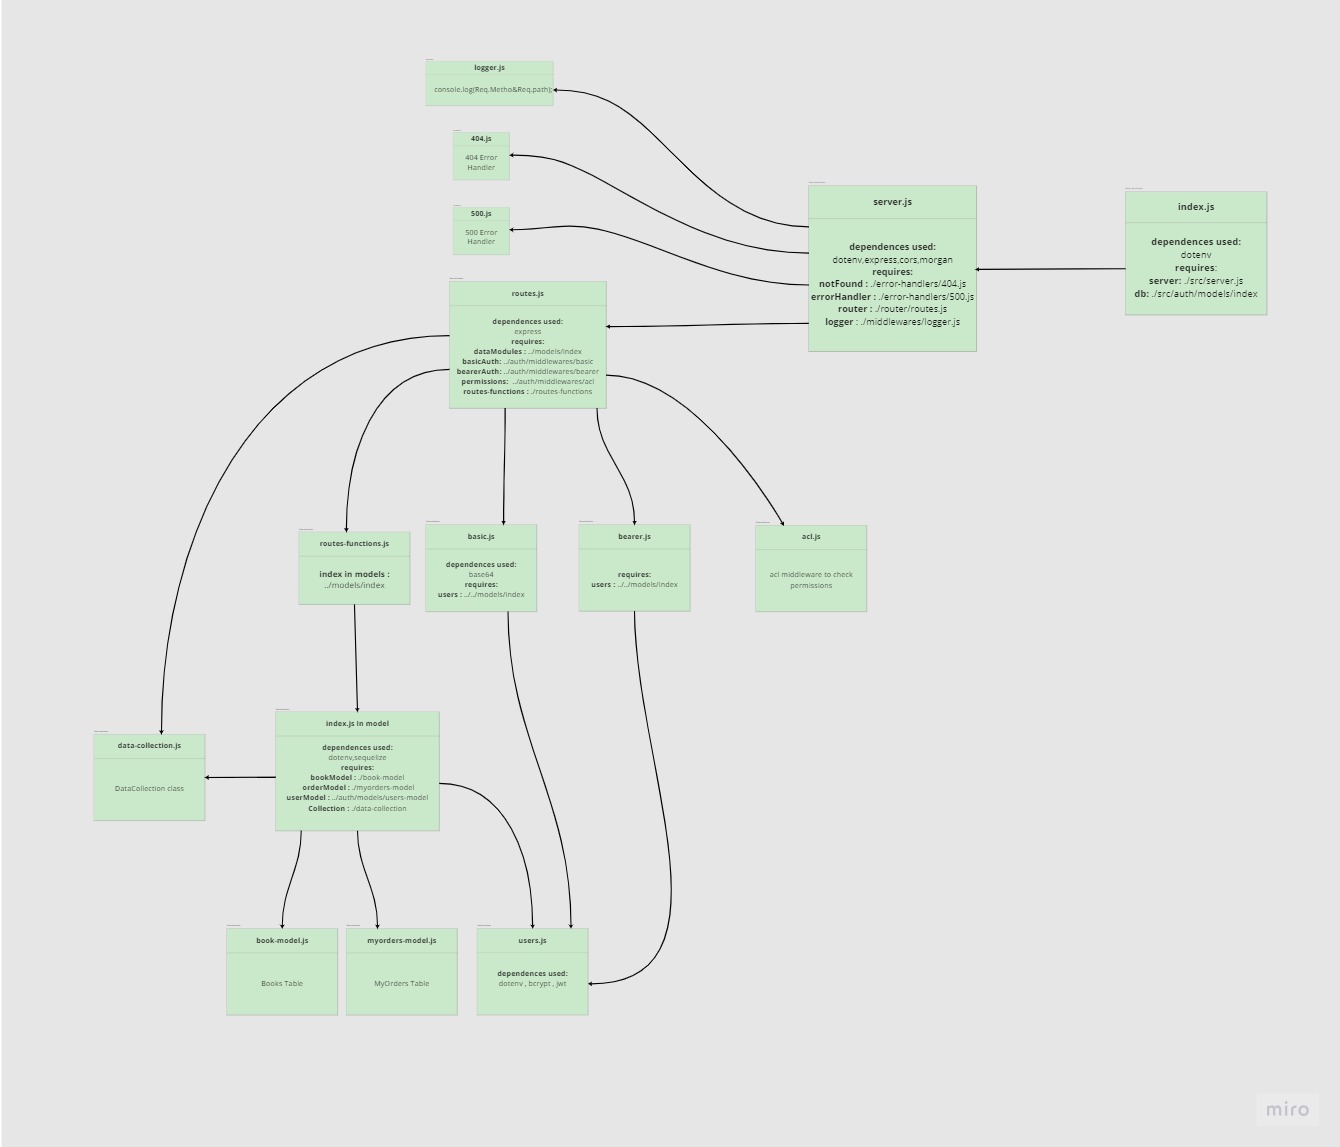 logger.js
console.log(Req.Metho&Req.path);
404.js
404 Error
Handler
500.js
500 Error
Handler
server.js
dependences used:
dotenv,express,cors,morgan
requires:
notFound : ./error-handlers/404.js
errorHandler : ./error-handlers/500.js
router : ./router/routes.js
logger : ./middlewares/logger.js
index.js
dependences used:
dotenv
requires:
server: ./src/server.js
db: ./src/auth/models/index
routes.js
dependences used:
express
requires:
dataModules : ../models/index
basicAuth: ../auth/middlewares/basic
bearerAuth: ../auth/middlewares/bearer
permissions: ../auth/middlewares/acl
routes-functions : ./routes-functions
routes-functions.js
index in models :
../models/index
basic.js
dependences used:
base64
requires:
users : ../../models/index
bearer.js
requires:
users : ../../models/index
acl.js
acl middleware to check
permissions
data-collection.js
DataCollection class
index.js in model
dependences used:
dotenv,sequelize
requires:
bookModel : ./book-model
orderModel : ./myorders-model
userModel : ../auth/models/users-model
Collection : ./data-collection
book-model.js
Books Table
myorders-model.js
MyOrders Table
users.js
dependences used:
dotenv , bcrypt , jwt
miro